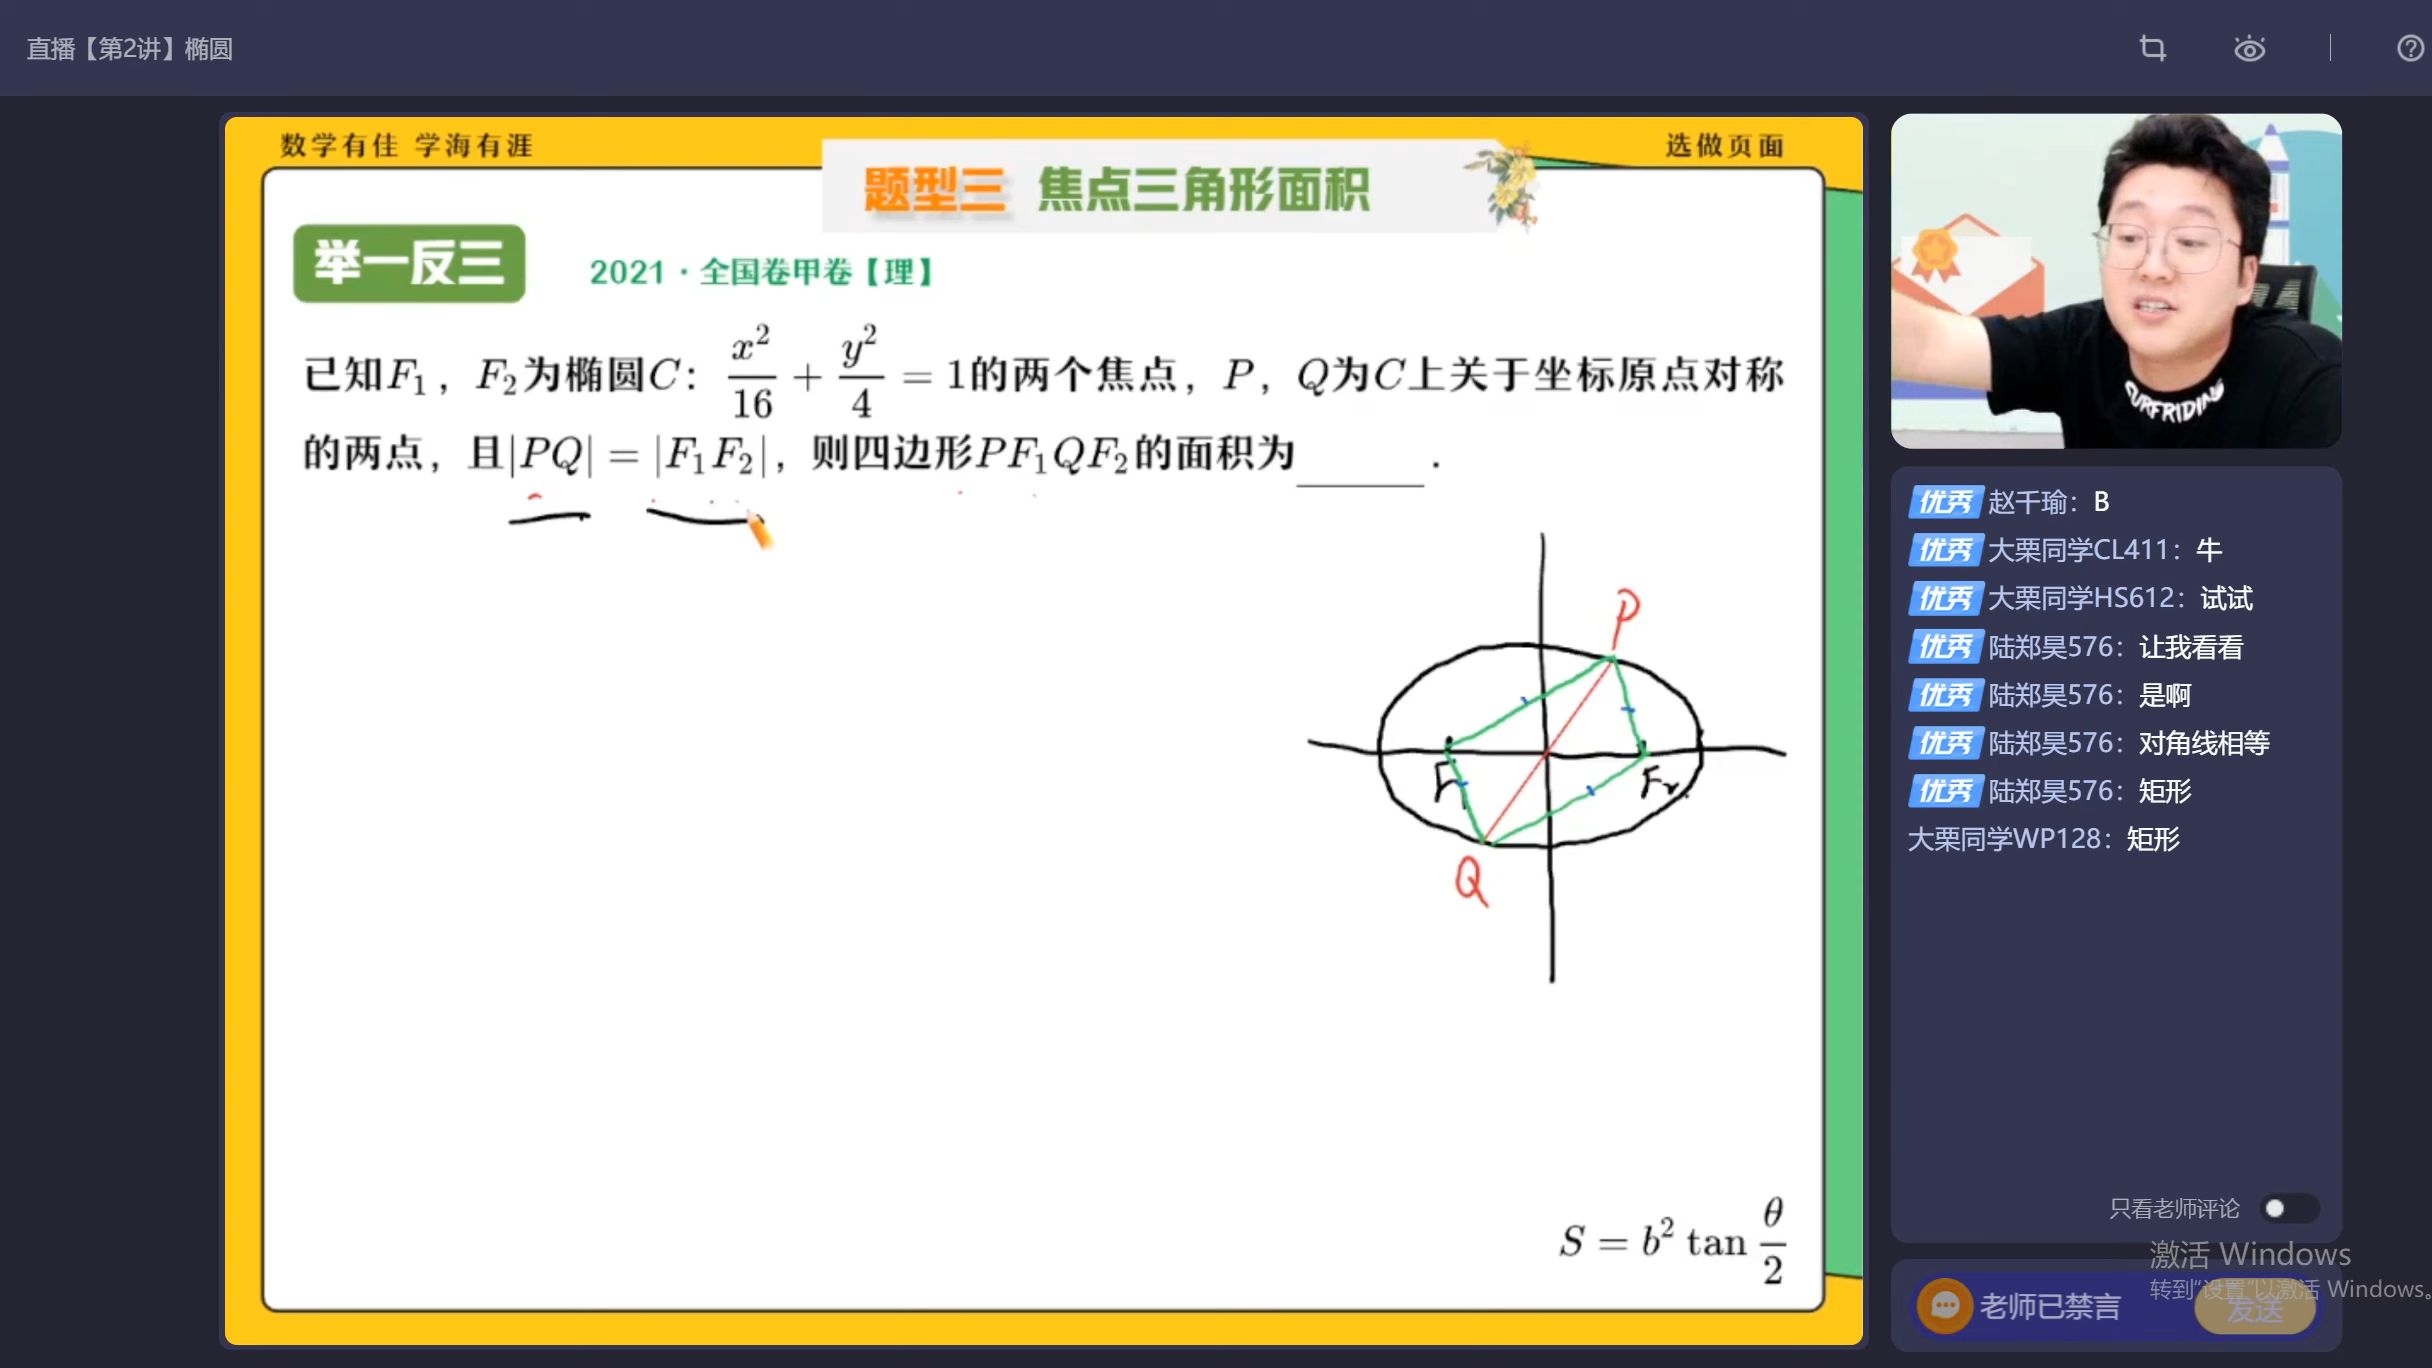 直播【第2讲】椭圆
数学有佳 学海有涯
选做页面
题型三 焦点三角形面积
举一反三
2021·全国卷甲卷【理】
已知F₁，F₂为椭圆C：x²/16 + y²/4 = 1的两个焦点，P，Q为C上关于坐标原点对称
的两点，且|PQ| = |F₁F₂|，则四边形PF₁QF₂的面积为______.
P
F₁
F₂
Q
S = b² tan θ/2
SURFRIDING
优秀 赵千瑜：B
优秀 大栗同学CL411：牛
优秀 大栗同学HS612：试试
优秀 陆郑昊576：让我看看
优秀 陆郑昊576：是啊
优秀 陆郑昊576：对角线相等
优秀 陆郑昊576：矩形
大栗同学WP128：矩形
只看老师评论
激活 Windows
转到"设置"以激活 Windows。
老师已禁言
发送